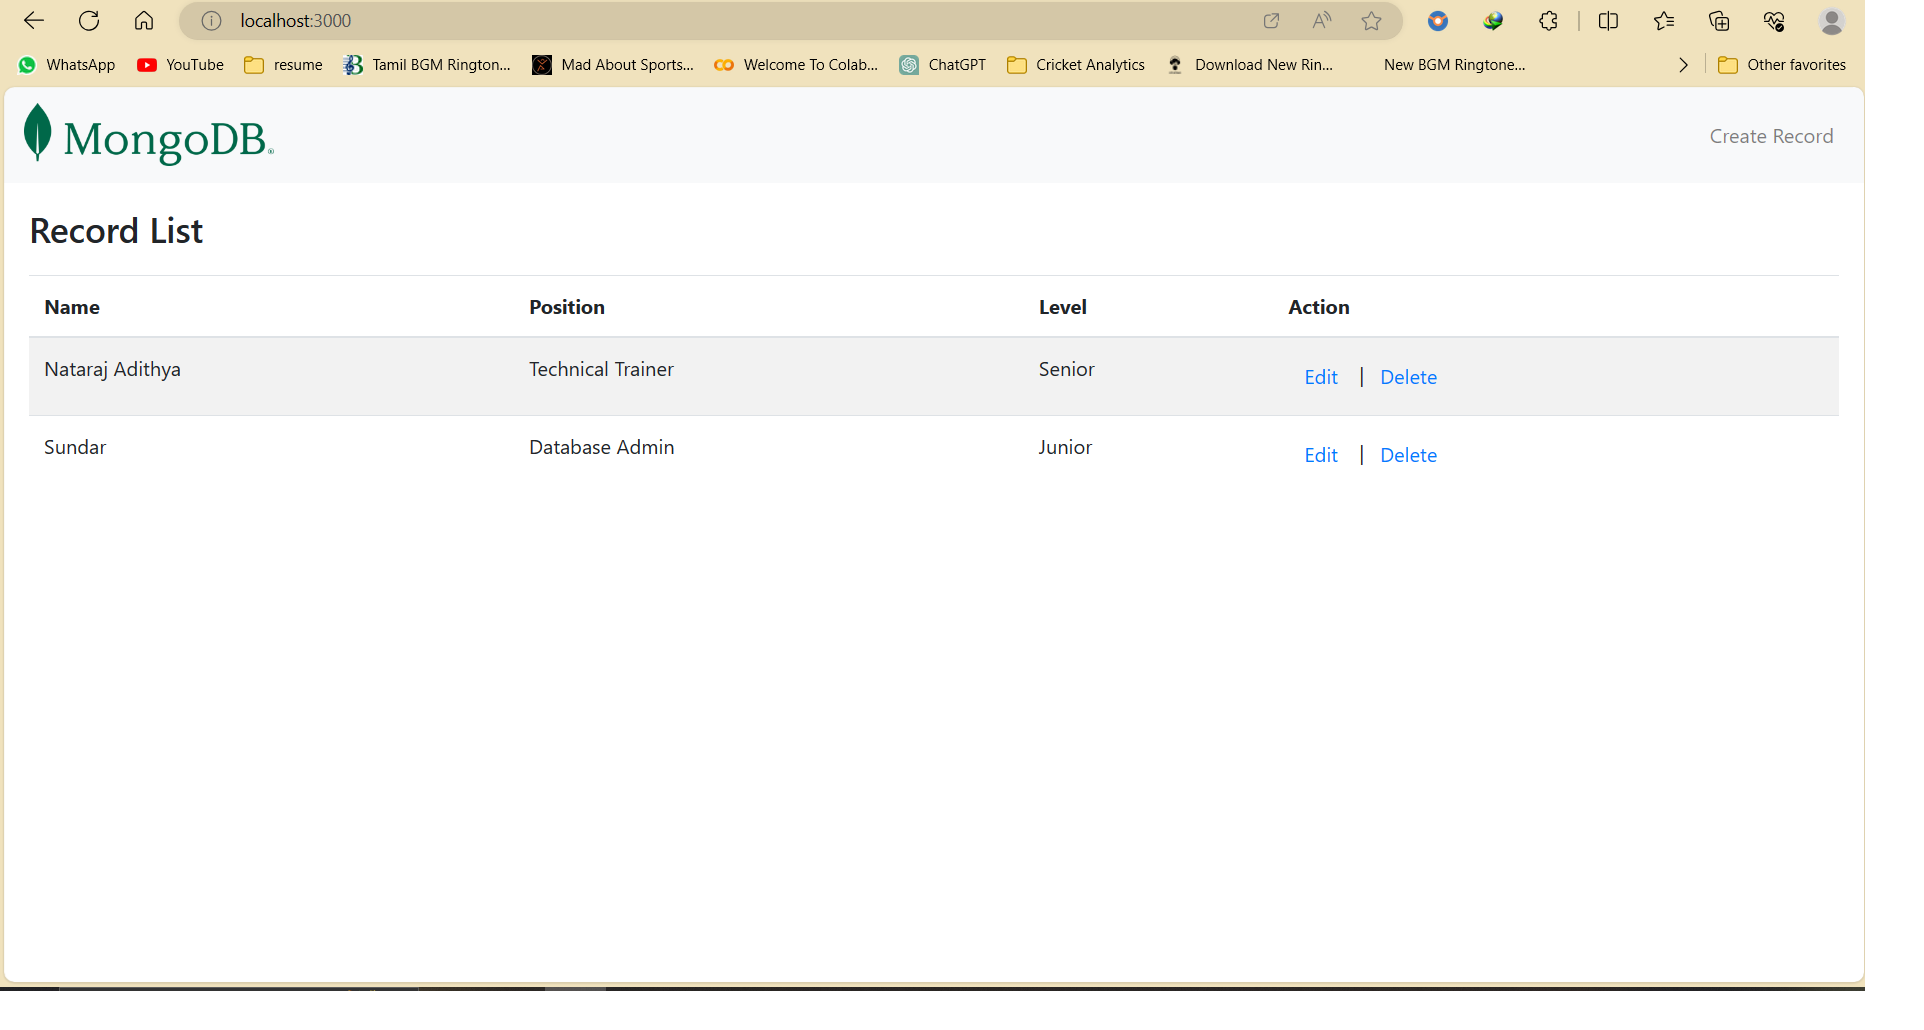 localhost:3000
WhatsApp YouTube resume Tamil BGM Rington... Mad About Sports... Welcome To Colab... ChatGPT Cricket Analytics Download New Rin... New BGM Ringtone... Other favorites
MongoDB®
Create Record
Record List
Name Position Level Action
Nataraj Adithya Technical Trainer Senior Edit | Delete
Sundar Database Admin Junior Edit | Delete